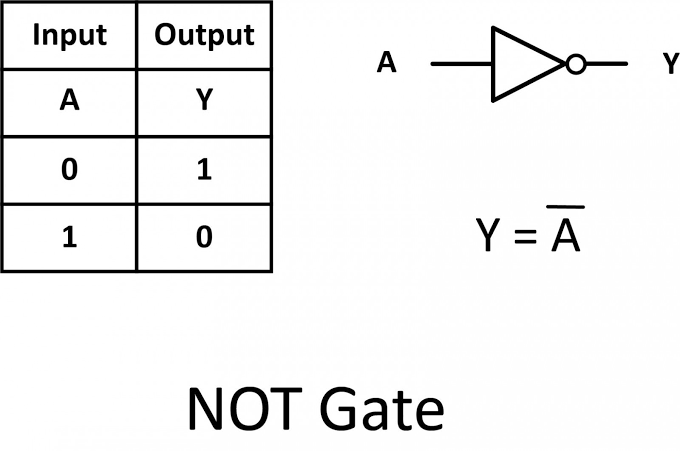 Input Output
A Y
0 1
1 0
A Y
Y = A̅
NOT Gate